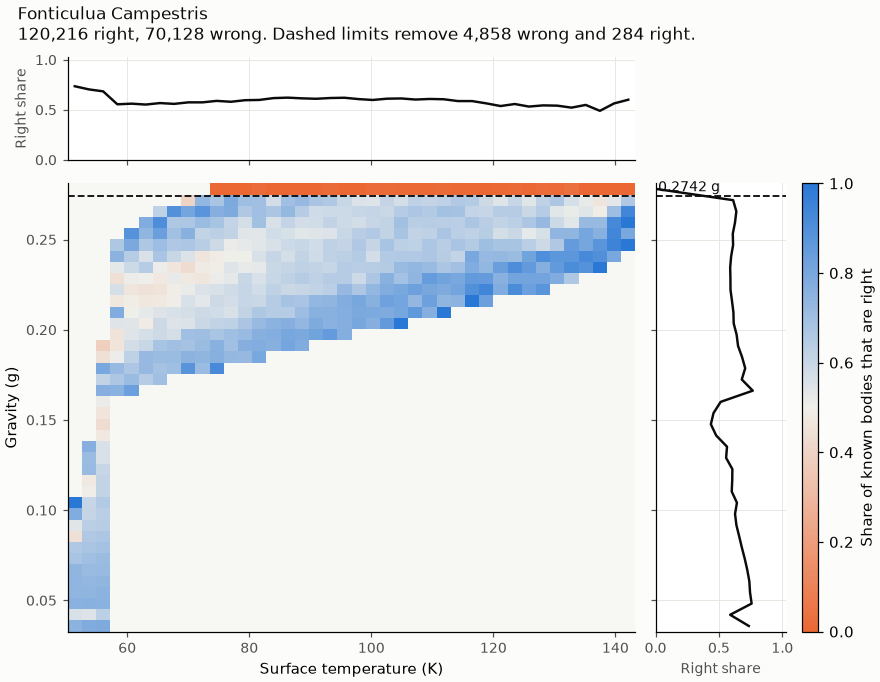 Fonticulua Campestris
120,216 right, 70,128 wrong. Dashed limits remove 4,858 wrong and 284 right.
Right share
1.0
0.5
0.0
0.2742 g
Gravity (g)
0.25
0.20
0.15
0.10
0.05
60
80
100
120
140
Surface temperature (K)
0.0
0.5
1.0
Right share
1.0
0.8
0.6
0.4
0.2
0.0
Share of known bodies that are right